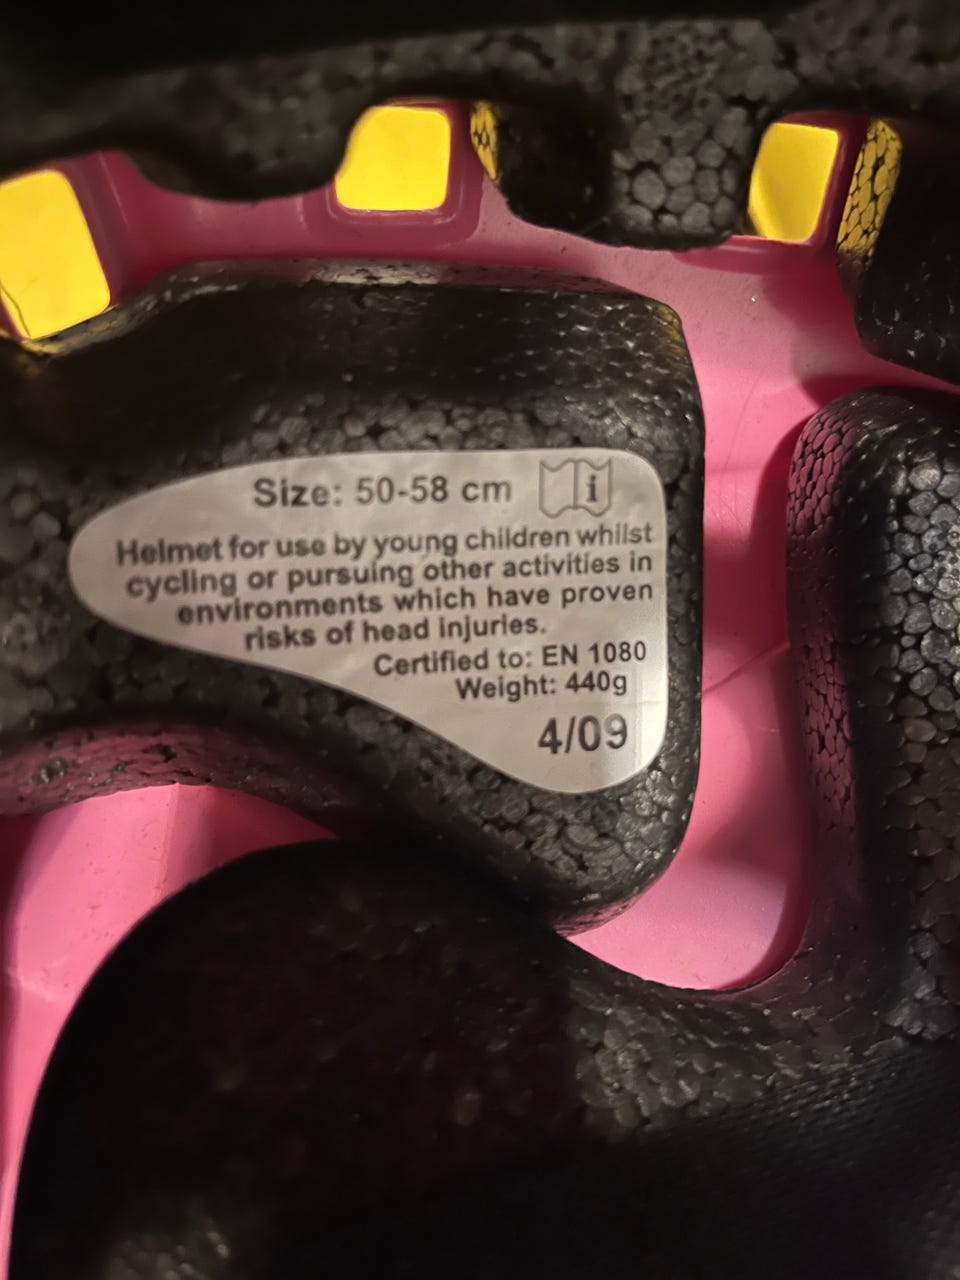 Size: 50-58 cm i
Helmet for use by young children whilst
cycling or pursuing other activities in
environments which have proven
risks of head injuries.
Certified to: EN 1080
Weight: 440g
4/09